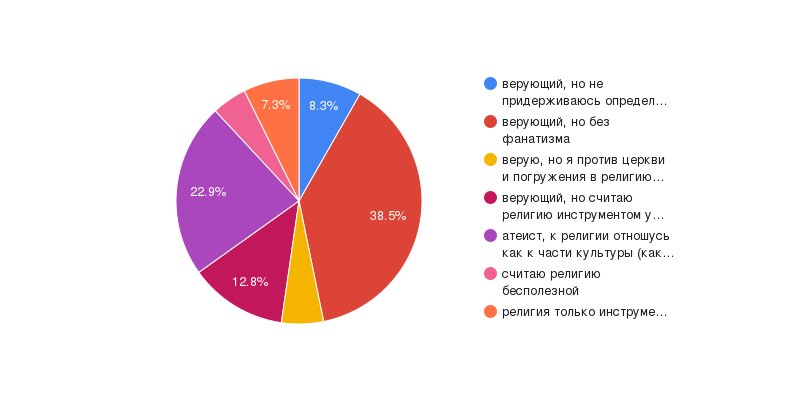 8.3%
38.5%
12.8%
22.9%
7.3%
верующий, но не
придерживаюсь определ...
верующий, но без
фанатизма
верую, но я против церкви
и погружения в религию...
верующий, но считаю
религию инструментом у...
атеист, к религии отношусь
как к части культуры (как...
считаю религию
бесполезной
религия только инструме...